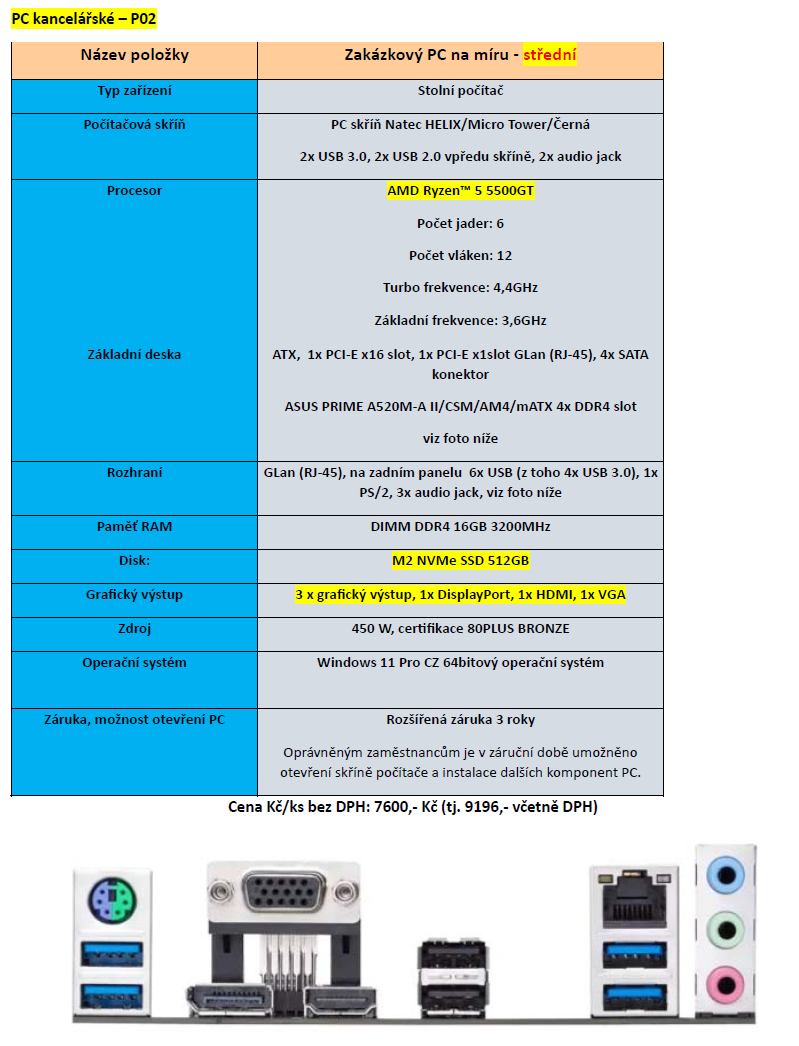 PC kancelářské – P02
Název položky
Zakázkový PC na míru - střední
Typ zařízení
Stolní počítač
Počítačová skříň
PC skříň Natec HELIX/Micro Tower/Černá
2x USB 3.0, 2x USB 2.0 vpředu skříně, 2x audio jack
Procesor
AMD Ryzen™ 5 5500GT
Počet jader: 6
Počet vláken: 12
Turbo frekvence: 4,4GHz
Základní frekvence: 3,6GHz
Základní deska
ATX,  1x PCI-E x16 slot, 1x PCI-E x1slot GLan (RJ-45), 4x SATA
konektor
ASUS PRIME A520M-A II/CSM/AM4/mATX 4x DDR4 slot
viz foto níže
Rozhraní
GLan (RJ-45), na zadním panelu  6x USB (z toho 4x USB 3.0), 1x
PS/2, 3x audio jack, viz foto níže
Paměť RAM
DIMM DDR4 16GB 3200MHz
Disk:
M2 NVMe SSD 512GB
Grafický výstup
3 x grafický výstup, 1x DisplayPort, 1x HDMI, 1x VGA
Zdroj
450 W, certifikace 80PLUS BRONZE
Operační systém
Windows 11 Pro CZ 64bitový operační systém
Záruka, možnost otevření PC
Rozšířená záruka 3 roky
Oprávněným zaměstnancům je v záruční době umožněno
otevření skříně počítače a instalace dalších komponent PC.
Cena Kč/ks bez DPH: 7600,- Kč (tj. 9196,- včetně DPH)